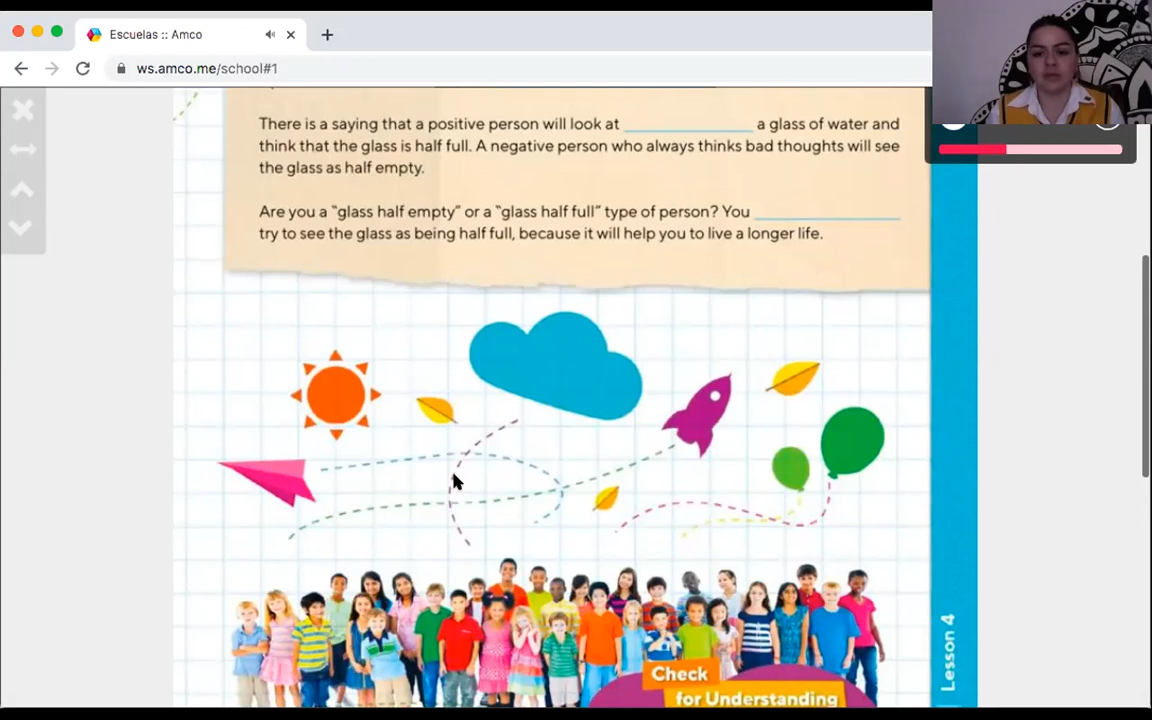 Escuelas :: Amco
ws.amco.me/school#1
There is a saying that a positive person will look at ____________ a glass of water and
think that the glass is half full. A negative person who always thinks bad thoughts will see
the glass as half empty.
Are you a “glass half empty” or a “glass half full” type of person? You ____________
try to see the glass as being half full, because it will help you to live a longer life.
Check
for Understanding
Lesson 4